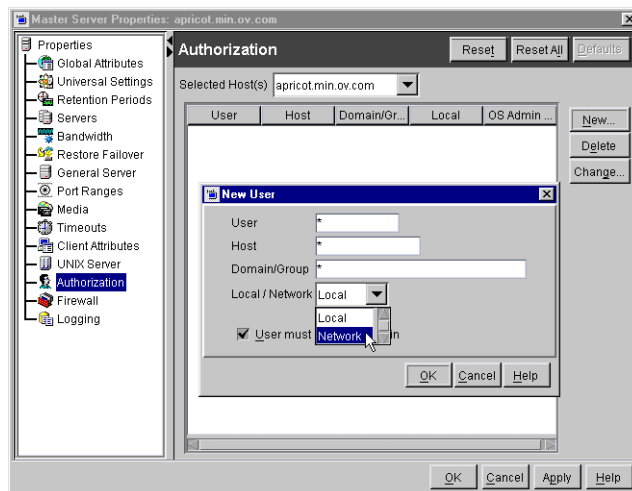 Master Server Properties: apricot.min.ov.com
Properties
Global Attributes
Universal Settings
Retention Periods
Servers
Bandwidth
Restore Failover
General Server
Port Ranges
Media
Timeouts
Client Attributes
UNIX Server
Authorization
Firewall
Logging
Authorization
Reset
Reset All
Defaults
Selected Host(s) apricot.min.ov.com
User Host Domain/Gr... Local OS Admin ...
New...
Delete
Change...
New User
User *
Host *
Domain/Group *
Local / Network Local
Local
Network
User must in
OK Cancel Help
OK Cancel Apply Help